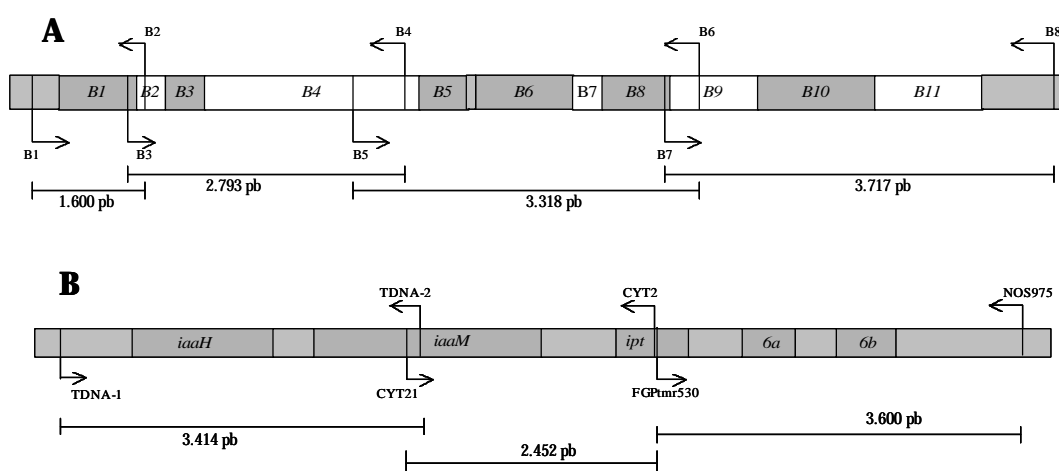 A
B2 B4 B6 B8
B1 B2 B3 B4 B5 B6 B7 B8 B9 B10 B11
B1 B3 B5 B7
2.793 pb 3.717 pb
1.600 pb 3.318 pb
B
TDNA-2 CYT2 NOS975
iaaH iaaM ipt 6a 6b
TDNA-1 CYT21 FGPtmr530
3.600 pb
3.414 pb
2.452 pb